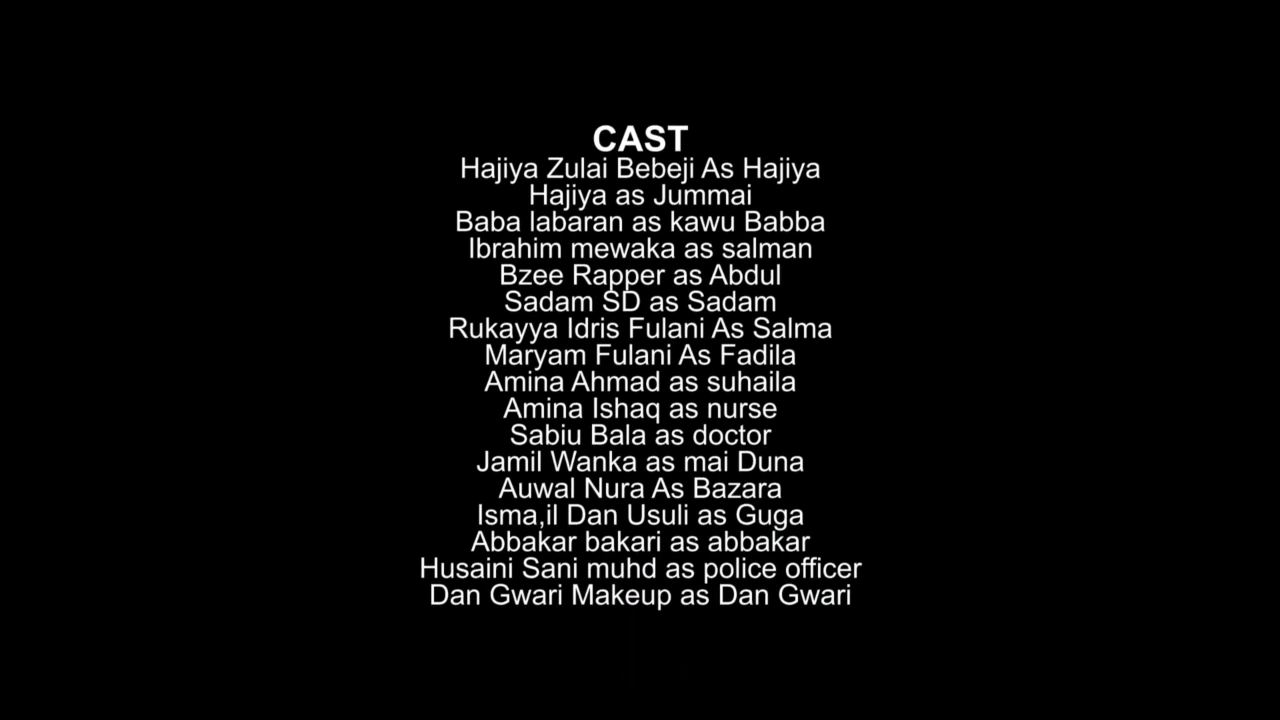 CAST
Hajiya Zulai Bebeji As Hajiya
Hajiya as Jummai
Baba labaran as kawu Babba
Ibrahim mewaka as salman
Bzee Rapper as Abdul
Sadam SD as Sadam
Rukayya Idris Fulani As Salma
Maryam Fulani As Fadila
Amina Ahmad as suhaila
Amina Ishaq as nurse
Sabiu Bala as doctor
Jamil Wanka as mai Duna
Auwal Nura As Bazara
Isma,il Dan Usuli as Guga
Abbakar bakari as abbakar
Husaini Sani muhd as police officer
Dan Gwari Makeup as Dan Gwari